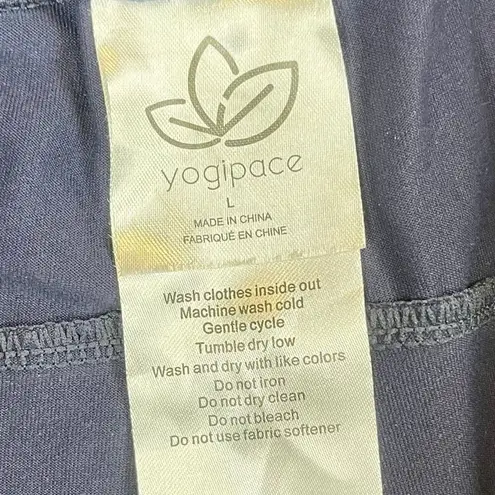 yogipace
L
MADE IN CHINA
FABRIQUÉ EN CHINE
Wash clothes inside out
Machine wash cold
Gentle cycle
Tumble dry low
Wash and dry with like colors
Do not iron
Do not dry clean
Do not bleach
Do not use fabric softener